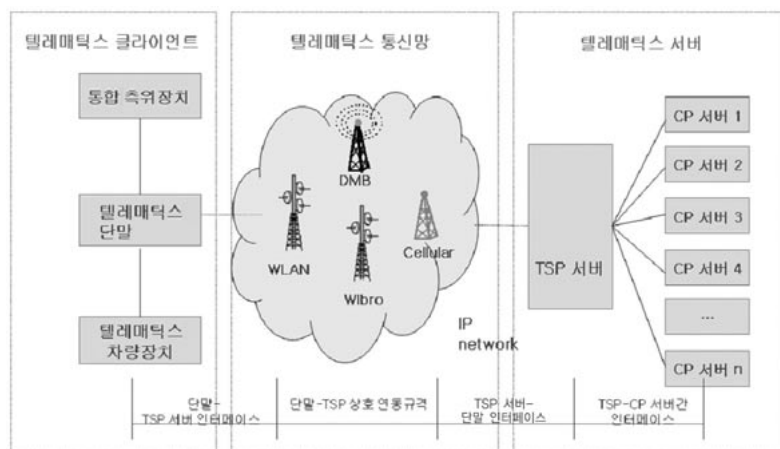 텔레매틱스 클라이언트
통합 측위장치
텔레매틱스
단말
텔레매틱스
차량장치
텔레매틱스 통신망
DMB
WLAN
Wibro
Cellular
IP
network
텔레매틱스 서버
TSP 서버
CP 서버 1
CP 서버 2
CP 서버 3
CP 서버 4
...
CP 서버 n
단말-
TSP 서버 인터페이스
단말-TSP 상호 연동규격
TSP 서버-
단말 인터페이스
TSP-CP 서버간
인터페이스